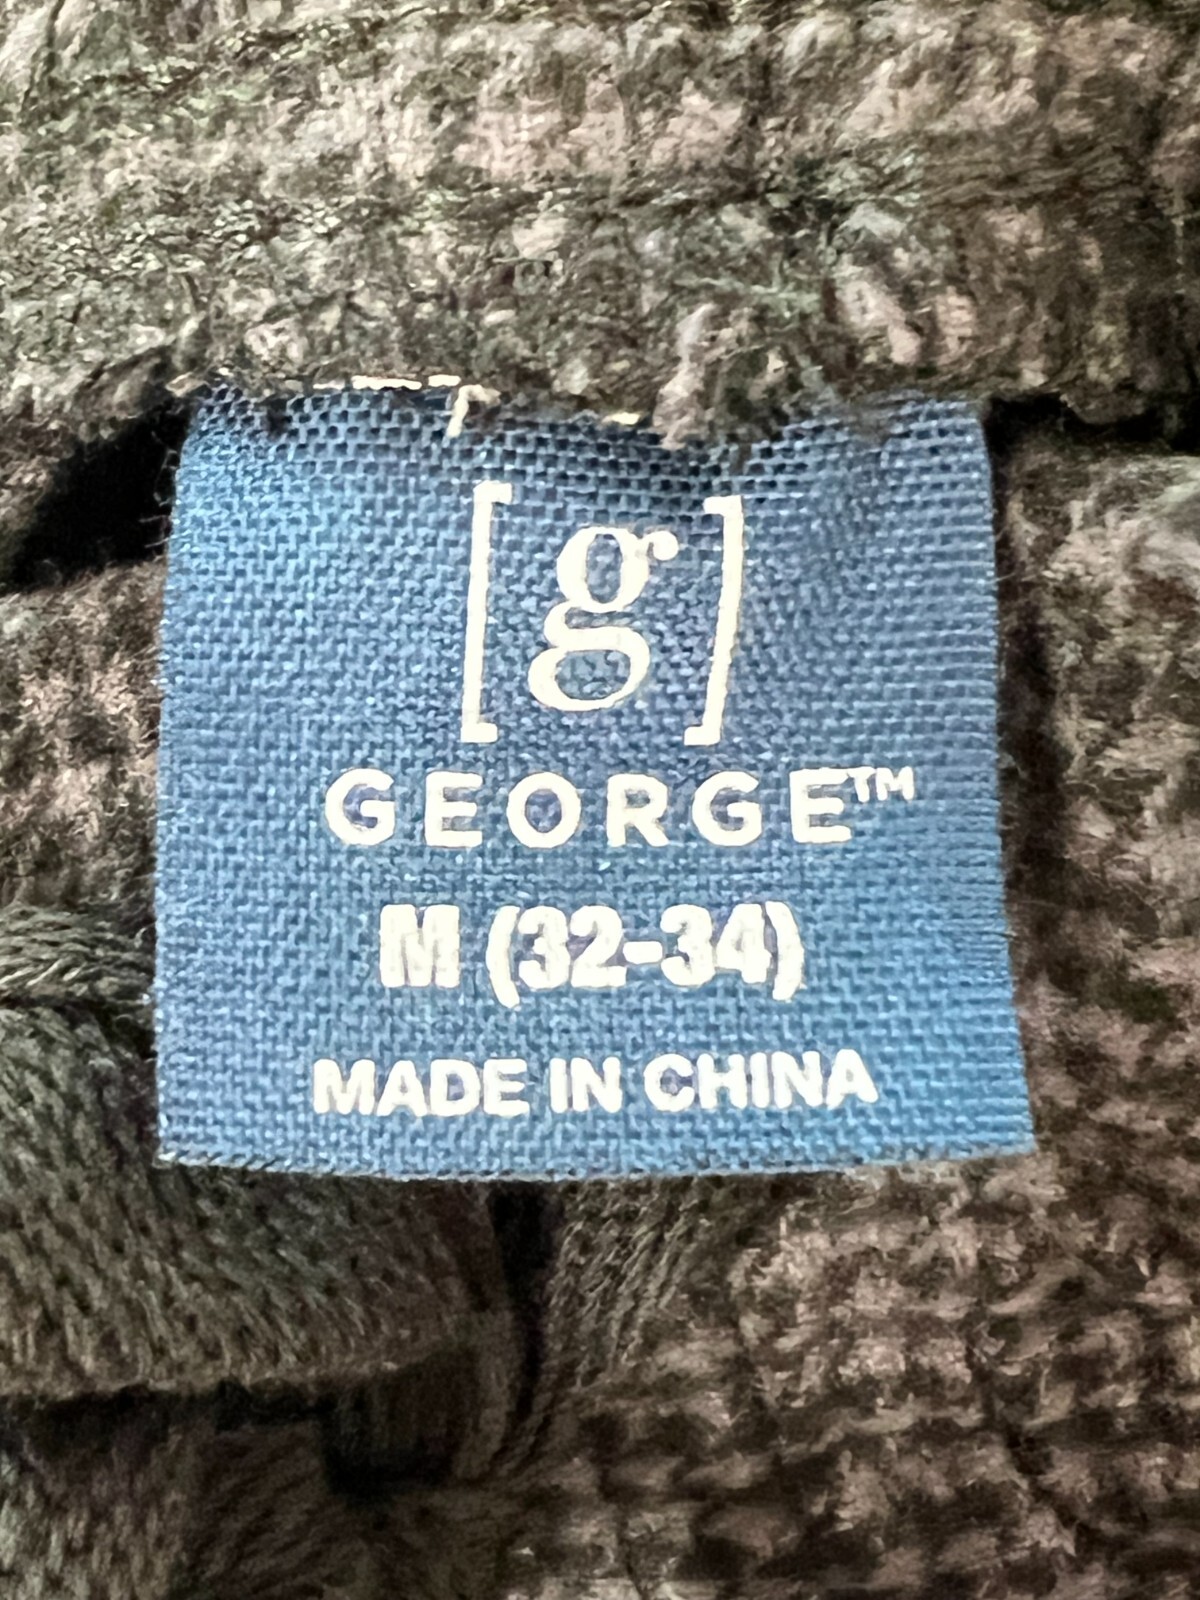 [g]
GEORGE™
M (32-34)
MADE IN CHINA